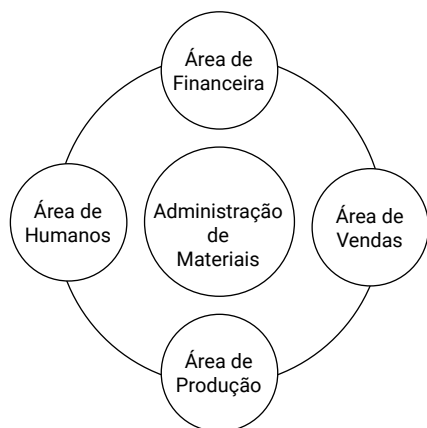 Área de
Financeira
Área de
Humanos
Administração
de
Materiais
Área de
Vendas
Área de
Produção